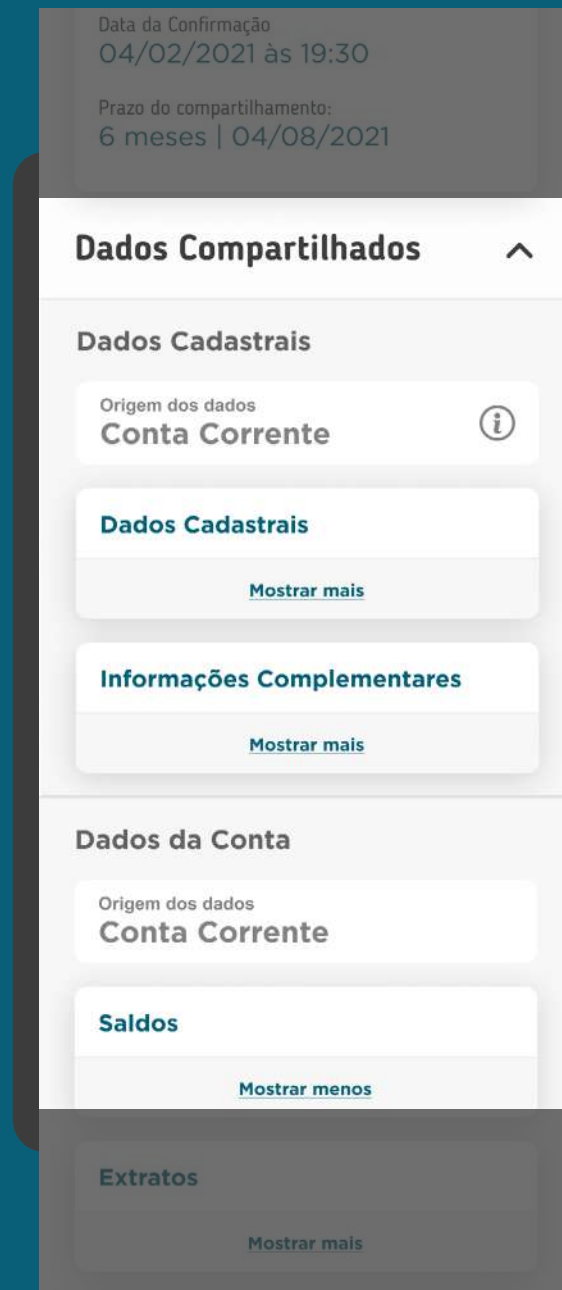 Data da Confirmação
04/02/2021 às 19:30
Prazo do compartilhamento:
6 meses | 04/08/2021
Dados Compartilhados
Dados Cadastrais
Origem dos dados
Conta Corrente
Dados Cadastrais
Mostrar mais
Informações Complementares
Mostrar mais
Dados da Conta
Origem dos dados
Conta Corrente
Saldos
Mostrar menos
Extratos
Mostrar mais